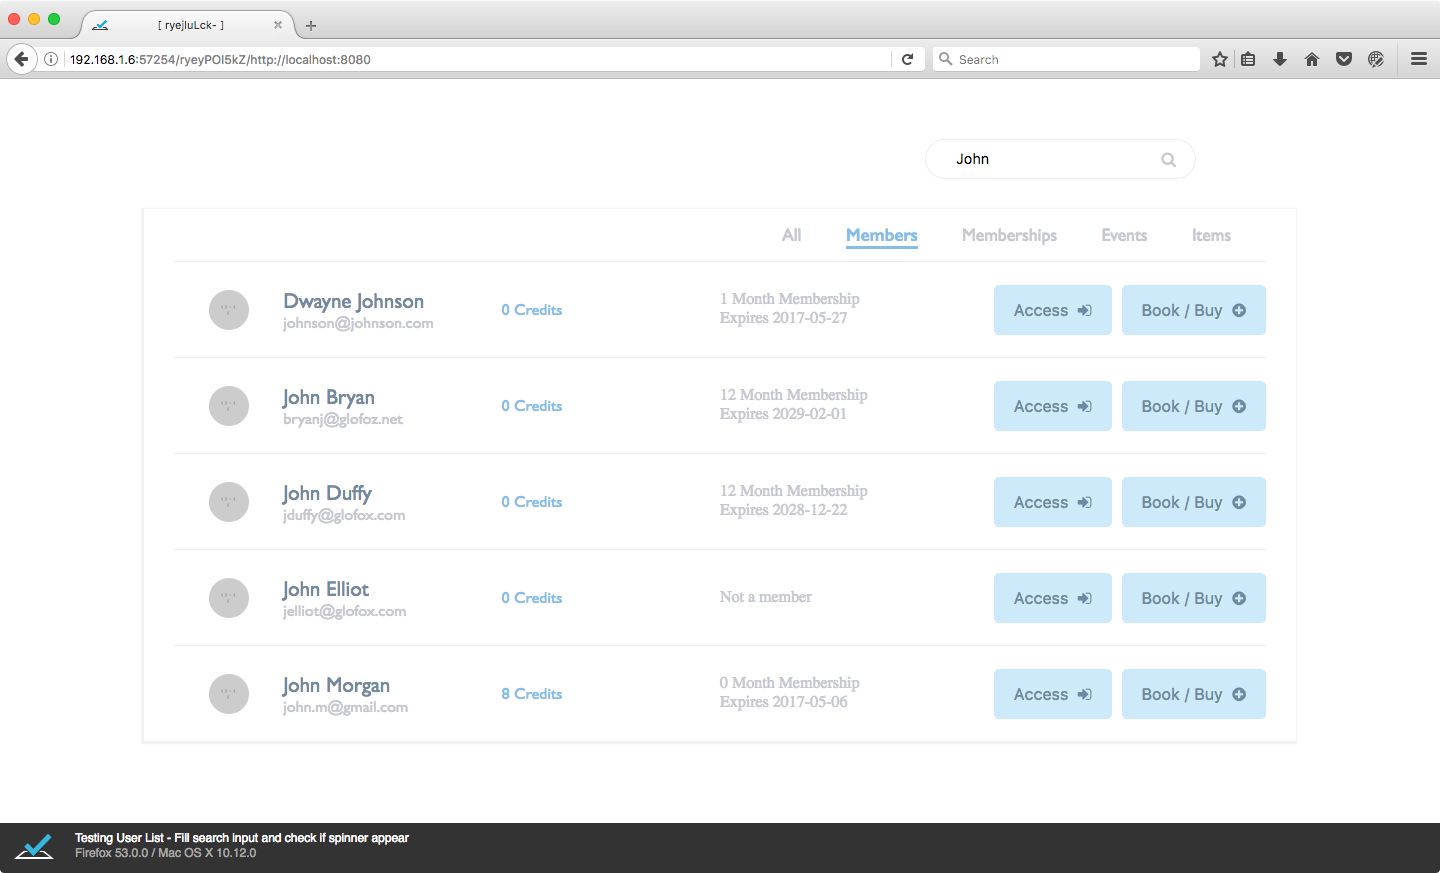 [ ryejluLck- ]
192.168.1.6:57254/ryeyPOI5kZ/http://localhost:8080
Search
John
All Members Memberships Events Items
Dwayne Johnson
johnson@johnson.com
0 Credits
1 Month Membership
Expires 2017-05-27
Access
Book / Buy
John Bryan
bryanj@glofoz.net
0 Credits
12 Month Membership
Expires 2029-02-01
Access
Book / Buy
John Duffy
jduffy@glofox.com
0 Credits
12 Month Membership
Expires 2028-12-22
Access
Book / Buy
John Elliot
jelliot@glofox.com
0 Credits
Not a member
Access
Book / Buy
John Morgan
john.m@gmail.com
8 Credits
0 Month Membership
Expires 2017-05-06
Access
Book / Buy
Testing User List - Fill search input and check if spinner appear
Firefox 53.0.0 / Mac OS X 10.12.0